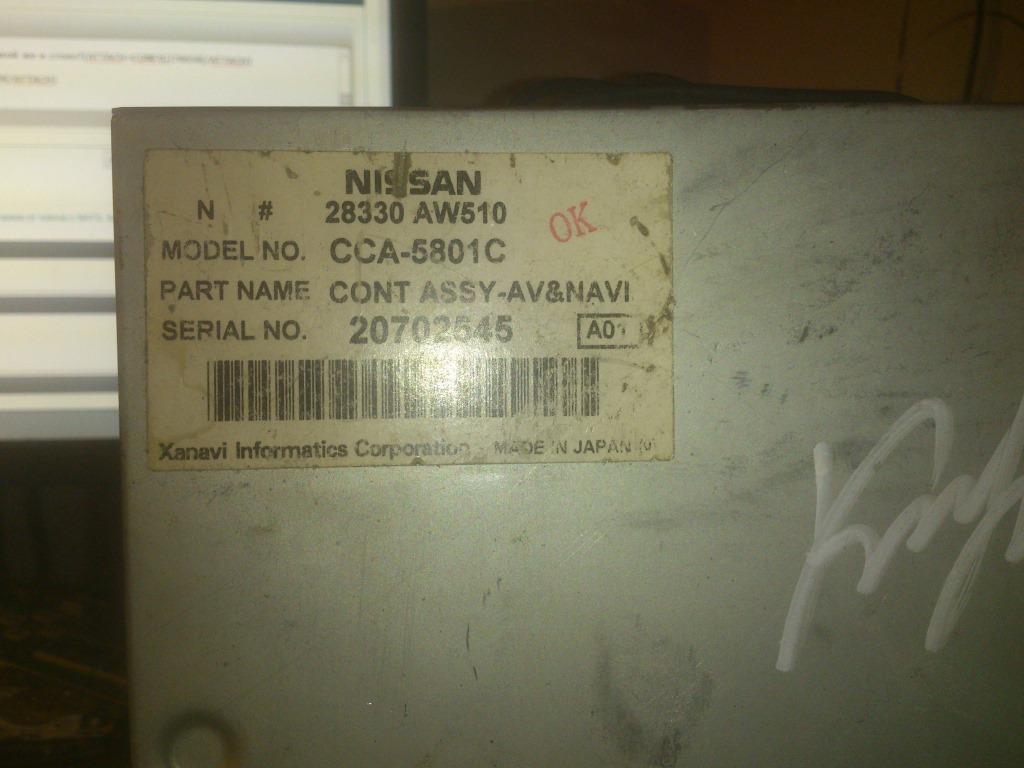 NISSAN
N # 28330 AW510
OK
MODEL NO. CCA-5801C
PART NAME CONT ASSY-AV&NAVI
SERIAL NO. 20702545 A01
Xanavi Informatics Corporation MADE IN JAPAN